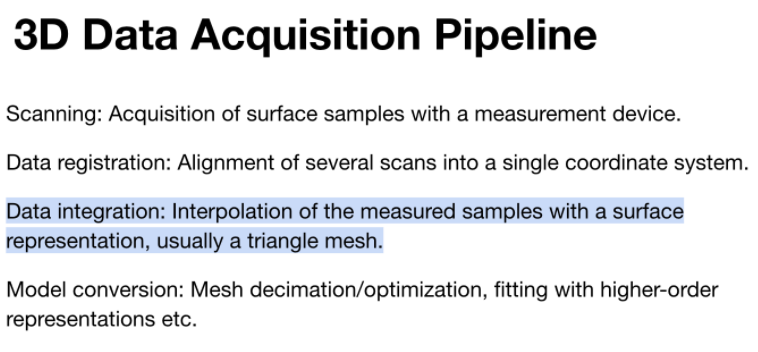 3D Data Acquisition Pipeline
Scanning: Acquisition of surface samples with a measurement device.
Data registration: Alignment of several scans into a single coordinate system.
Data integration: Interpolation of the measured samples with a surface
representation, usually a triangle mesh.
Model conversion: Mesh decimation/optimization, fitting with higher-order
representations etc.